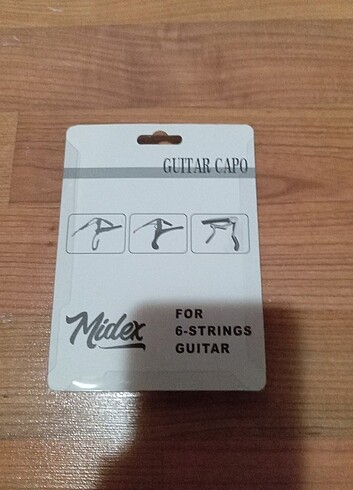 GUITAR CAPO
Midex
FOR
6-STRINGS
GUITAR